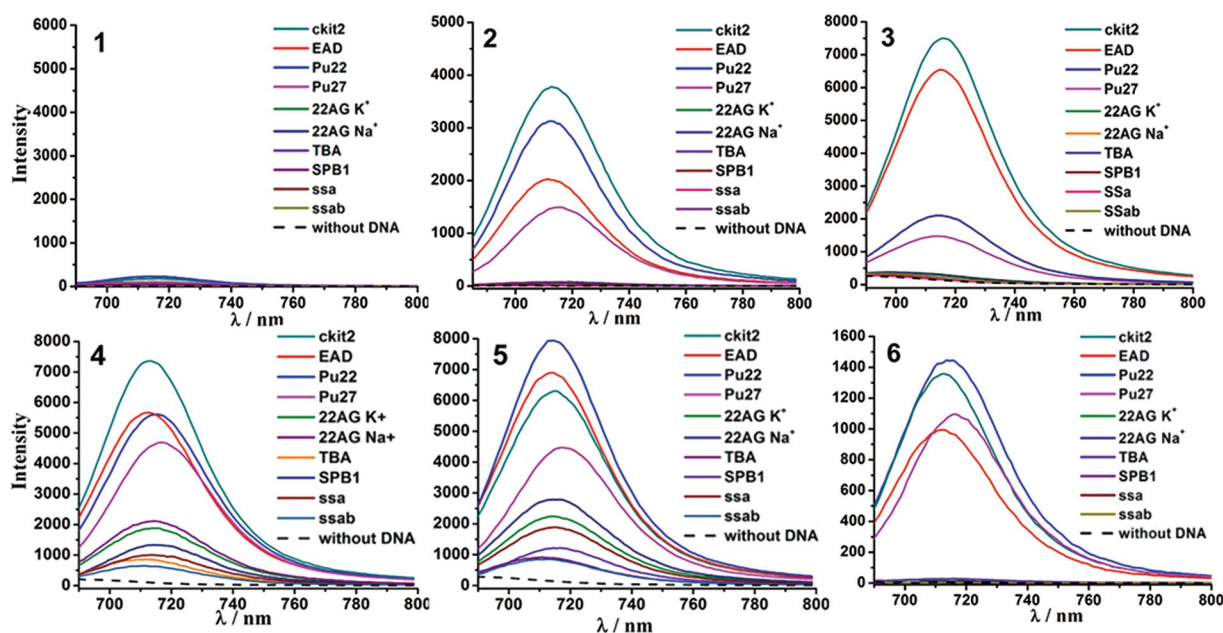 1
Intensity
6000
5000
4000
3000
2000
1000
0
700
720
740
760
780
800
λ / nm
ckit2
EAD
Pu22
Pu27
22AG K+
22AG Na+
TBA
SPB1
ssa
ssab
without DNA
2
5000
4000
3000
2000
1000
0
700
720
740
760
780
800
λ / nm
ckit2
EAD
Pu22
Pu27
22AG K+
22AG Na+
TBA
SPB1
ssa
ssab
without DNA
3
8000
7000
6000
5000
4000
3000
2000
1000
0
700
720
740
760
780
800
λ / nm
ckit2
EAD
Pu22
Pu27
22AG K+
22AG Na+
TBA
SPB1
SSa
SSab
without DNA
4
Intensity
8000
7000
6000
5000
4000
3000
2000
1000
0
700
720
740
760
780
800
λ / nm
ckit2
EAD
Pu22
Pu27
22AG K+
22AG Na+
TBA
SPB1
ssa
ssab
without DNA
5
8000
7000
6000
5000
4000
3000
2000
1000
0
700
720
740
760
780
800
λ / nm
ckit2
EAD
Pu22
Pu27
22AG K+
22AG Na+
TBA
SPB1
ssa
ssab
without DNA
6
1600
1400
1200
1000
800
600
400
200
0
700
720
740
760
780
800
λ / nm
ckit2
EAD
Pu22
Pu27
22AG K+
22AG Na+
TBA
SPB1
ssa
ssab
without DNA